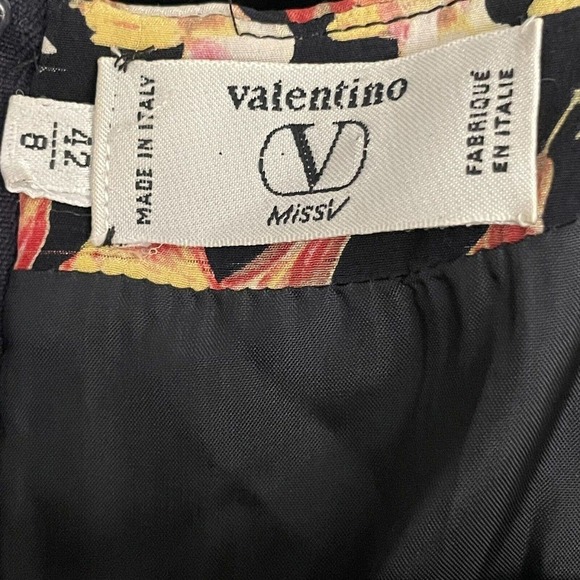 valentino
V
MissV
MADE IN ITALY
FABRIQUÉ
EN ITALIE
42
8